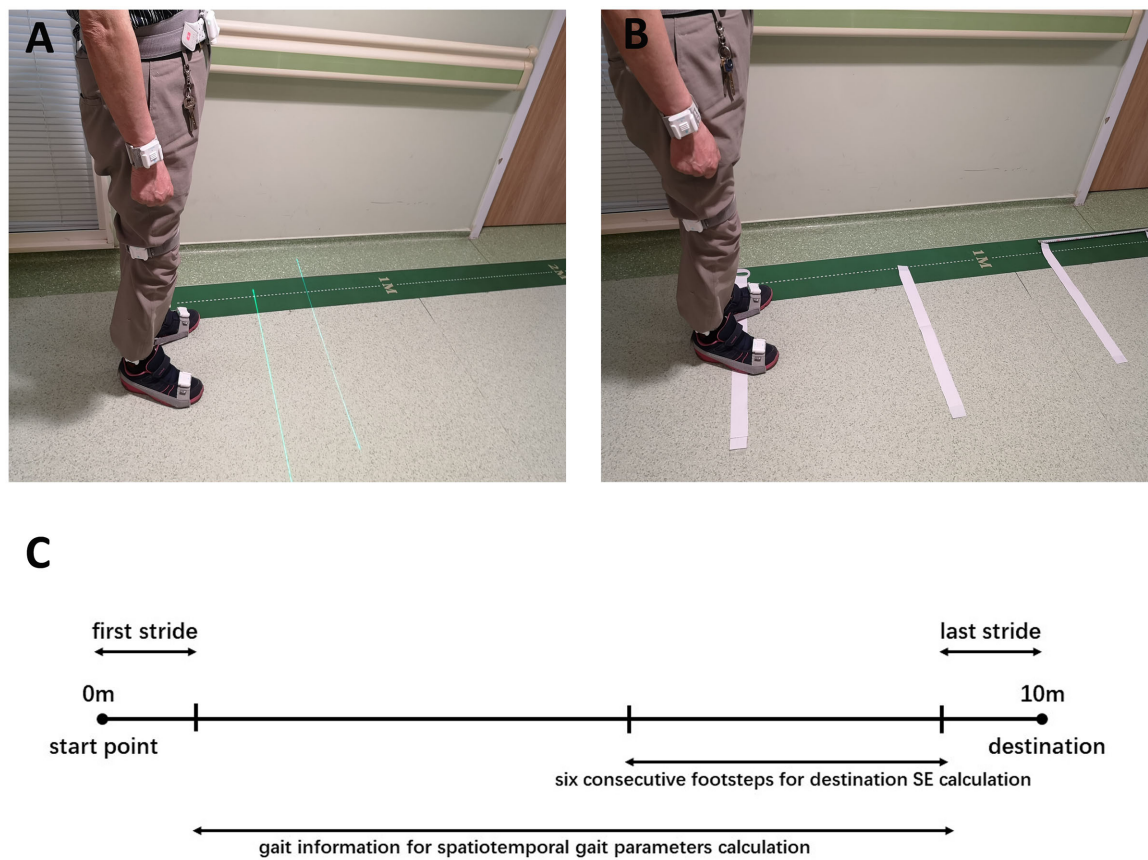 A
B
1M
2M
1M
C
first stride
last stride
0m
10m
start point
destination
six consecutive footsteps for destination SE calculation
gait information for spatiotemporal gait parameters calculation